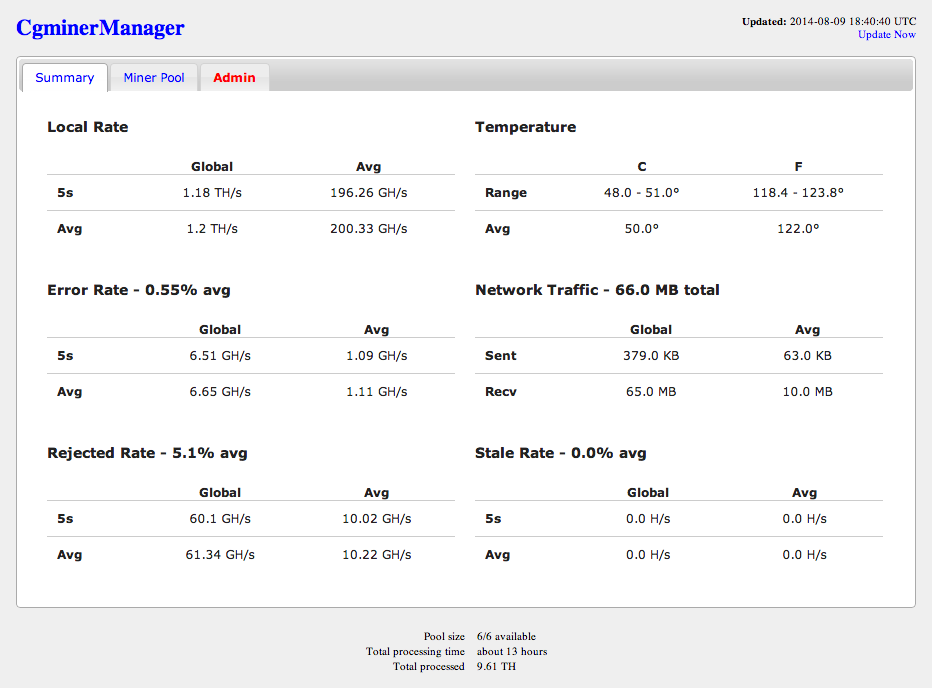 CgminerManager
Updated: 2014-08-09 18:40:40 UTC
Update Now
Summary Miner Pool Admin
Local Rate
Global Avg
5s 1.18 TH/s 196.26 GH/s
Avg 1.2 TH/s 200.33 GH/s
Temperature
C F
Range 48.0 - 51.0° 118.4 - 123.8°
Avg 50.0° 122.0°
Error Rate - 0.55% avg
Global Avg
5s 6.51 GH/s 1.09 GH/s
Avg 6.65 GH/s 1.11 GH/s
Network Traffic - 66.0 MB total
Global Avg
Sent 379.0 KB 63.0 KB
Recv 65.0 MB 10.0 MB
Rejected Rate - 5.1% avg
Global Avg
5s 60.1 GH/s 10.02 GH/s
Avg 61.34 GH/s 10.22 GH/s
Stale Rate - 0.0% avg
Global Avg
5s 0.0 H/s 0.0 H/s
Avg 0.0 H/s 0.0 H/s
Pool size 6/6 available
Total processing time about 13 hours
Total processed 9.61 TH